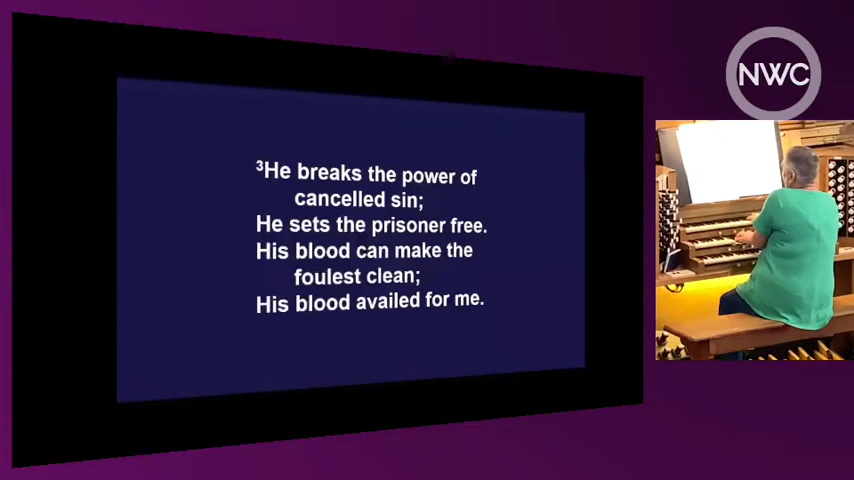 ³He breaks the power of
cancelled sin;
He sets the prisoner free.
His blood can make the
foulest clean;
His blood availed for me.
NWC